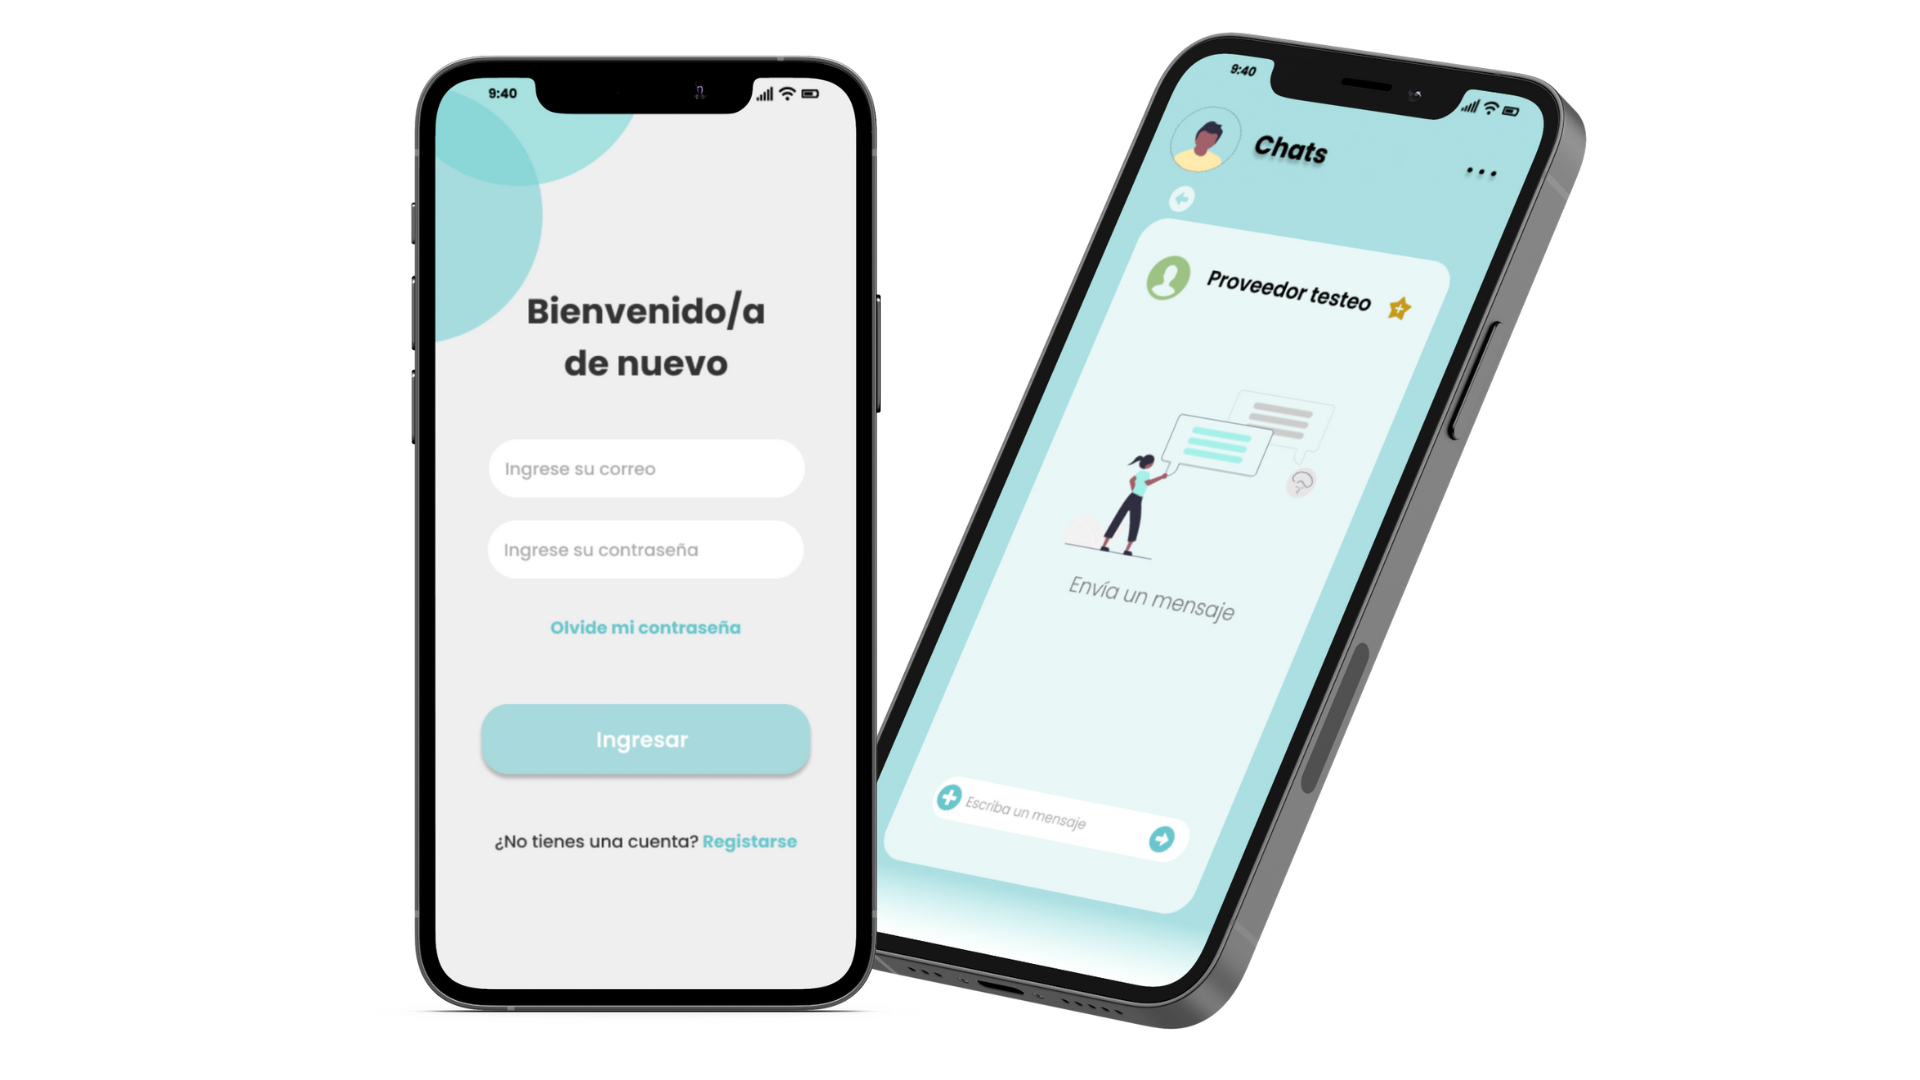 9:40
Bienvenido/a
de nuevo
Ingrese su correo
Ingrese su contraseña
Olvide mi contraseña
Ingresar
¿No tienes una cuenta? Registarse
9:40
Chats
Proveedor testeo
Envía un mensaje
Escriba un mensaje